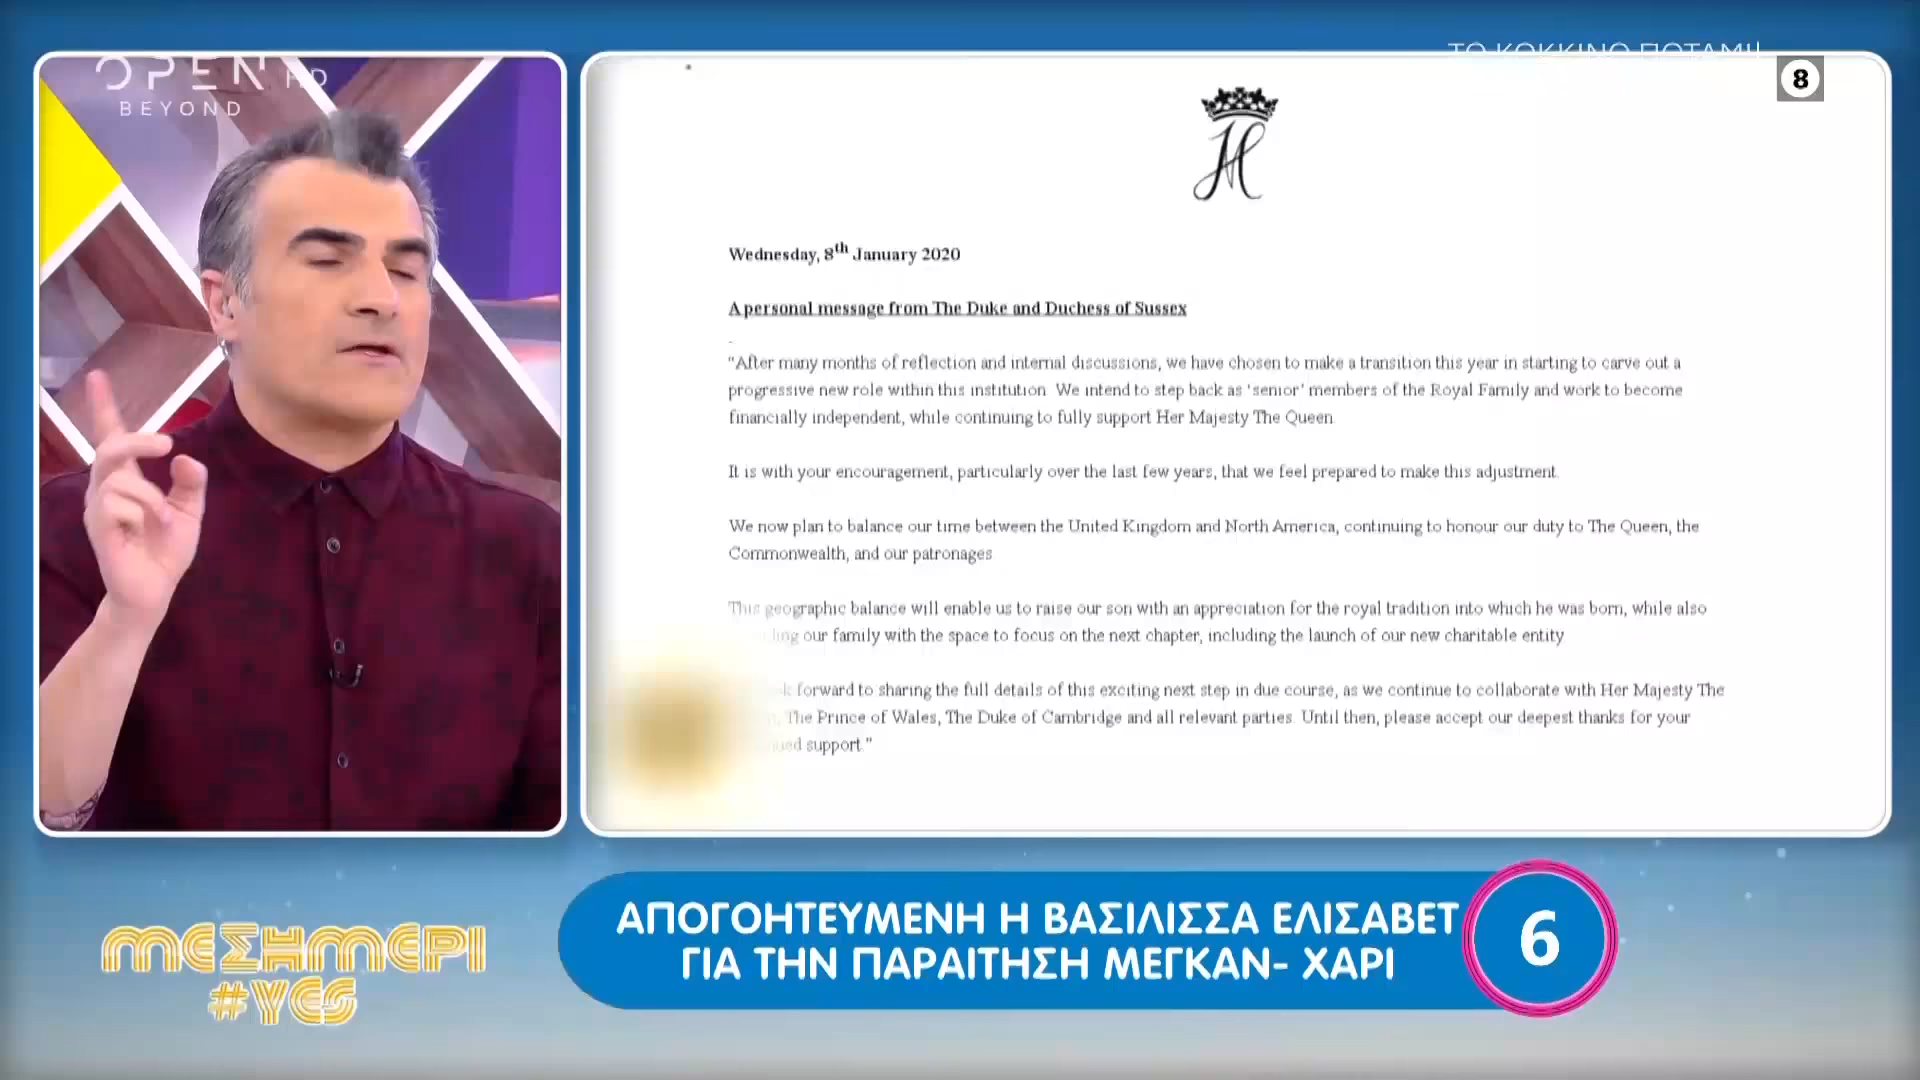 OPEN HD
BEYOND
ΤΟ ΚΟΚΚΙΝΟ ΠΟΤΑΜΙ
8
Wednesday, 8th January 2020
A personal message from The Duke and Duchess of Sussex
“After many months of reflection and internal discussions, we have chosen to make a transition this year in starting to carve out a
progressive new role within this institution We intend to step back as ‘senior’ members of the Royal Family and work to become
financially independent, while continuing to fully support Her Majesty The Queen
It is with your encouragement, particularly over the last few years, that we feel prepared to make this adjustment.
We now plan to balance our time between the United Kingdom and North America, continuing to honour our duty to The Queen, the
Commonwealth, and our patronages
This geographic balance will enable us to raise our son with an appreciation for the royal tradition into which he was born, while also
our family with the space to focus on the next chapter, including the launch of our new charitable entity
forward to sharing the full details of this exciting next step in due course, as we continue to collaborate with Her Majesty The
The Prince of Wales, The Duke of Cambridge and all relevant parties. Until then, please accept our deepest thanks for your
support.”
ΑΠΟΓΟΗΤΕΥΜΕΝΗ Η ΒΑΣΙΛΙΣΣΑ ΕΛΙΣΑΒΕΤ
ΓΙΑ ΤΗΝ ΠΑΡΑΙΤΗΣΗ ΜΕΓΚΑΝ- ΧΑΡΙ
6
ΜΕΣΗΜΕΡΙ
#YES